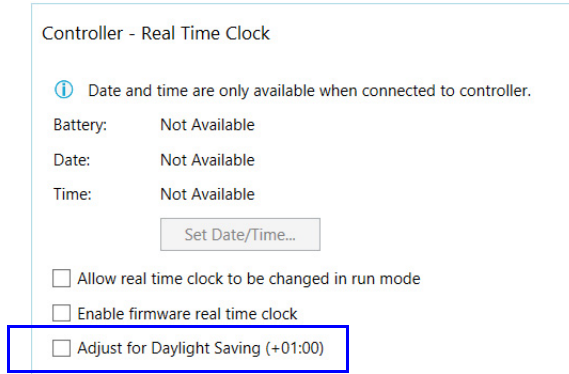 Controller - Real Time Clock
Date and time are only available when connected to controller.
Battery: Not Available
Date: Not Available
Time: Not Available
Set Date/Time...
Allow real time clock to be changed in run mode
Enable firmware real time clock
Adjust for Daylight Saving (+01:00)